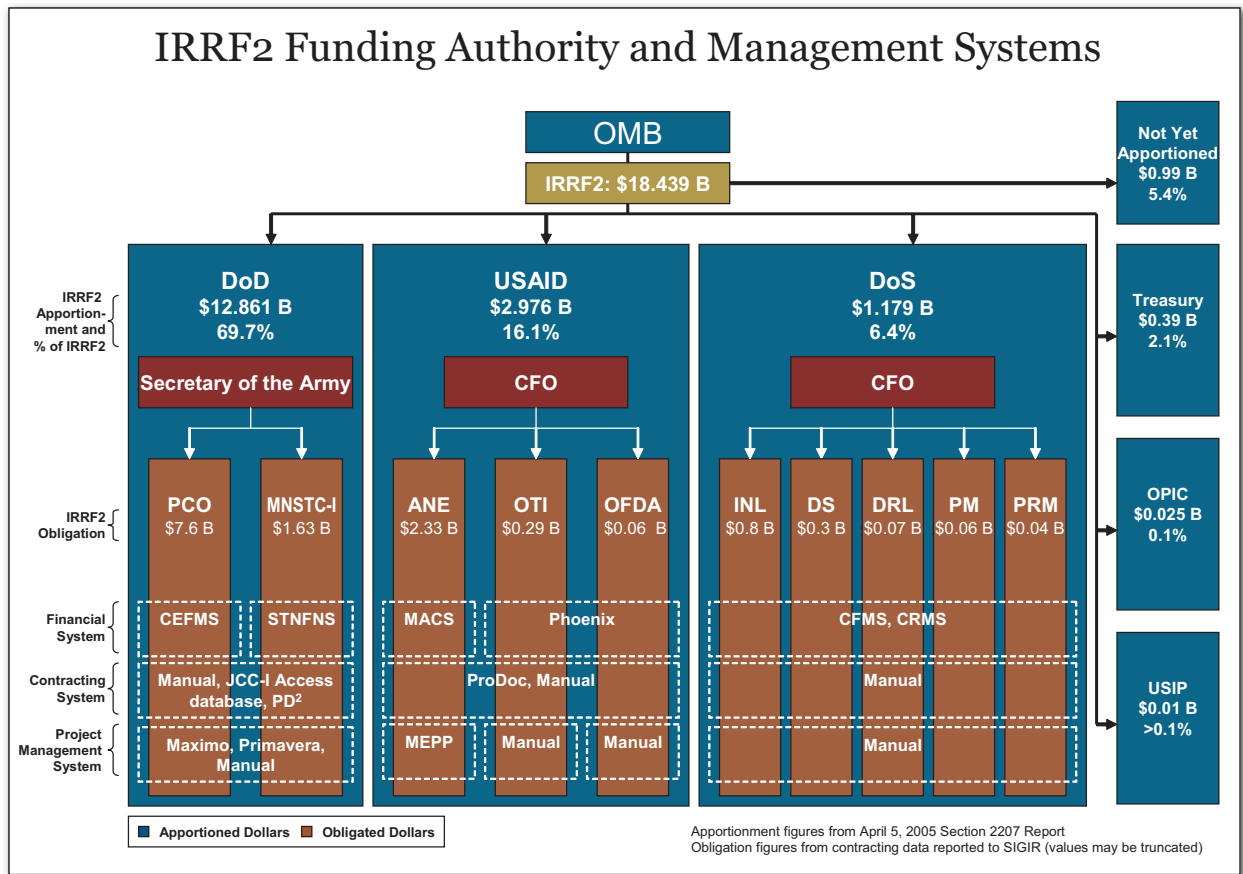 IRRF2 Funding Authority and Management Systems
OMB
IRRF2: $18.439 B
Not Yet
Apportioned
$0.99 B
5.4%
IRRF2
Apportion-
ment and
% of IRRF2
DoD
$12.861 B
69.7%
Secretary of the Army
USAID
$2.976 B
16.1%
CFO
DoS
$1.179 B
6.4%
CFO
Treasury
$0.39 B
2.1%
IRRF2
Obligation
PCO
$7.6 B
MNSTC-I
$1.63 B
ANE
$2.33 B
OTI
$0.29 B
OFDA
$0.06 B
INL
$0.8 B
DS
$0.3 B
DRL
$0.07 B
PM
$0.06 B
PRM
$0.04 B
OPIC
$0.025 B
0.1%
Financial
System
CEFMS
STNFNS
MACS
Phoenix
CFMS, CRMS
Contracting
System
Manual, JCC-I Access
database, PD²
ProDoc, Manual
Manual
USIP
$0.01 B
>0.1%
Project
Management
System
Maximo, Primavera,
Manual
MEPP
Manual
Manual
Manual
Apportioned Dollars
Obligated Dollars
Apportionment figures from April 5, 2005 Section 2207 Report
Obligation figures from contracting data reported to SIGIR (values may be truncated)